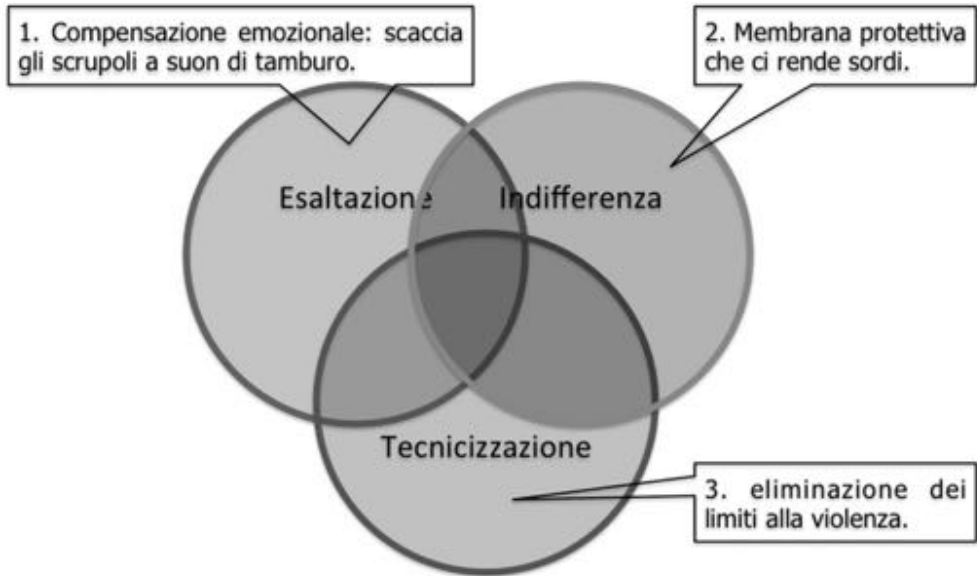 1. Compensazione emozionale: scaccia
gli scrupoli a suon di tamburo.
2. Membrana protettiva
che ci rende sordi.
Esaltazione
Indifferenza
Tecnicizzazione
3. eliminazione dei
limiti alla violenza.